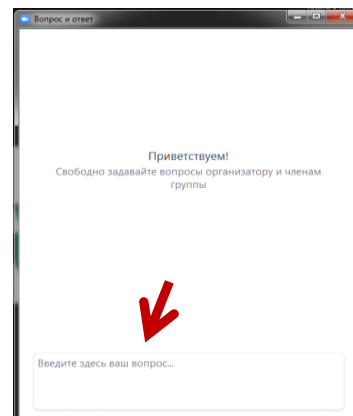 Вопрос и ответ
Приветствуем!
Свободно задавайте вопросы организатору и членам
группы
Введите здесь ваш вопрос...